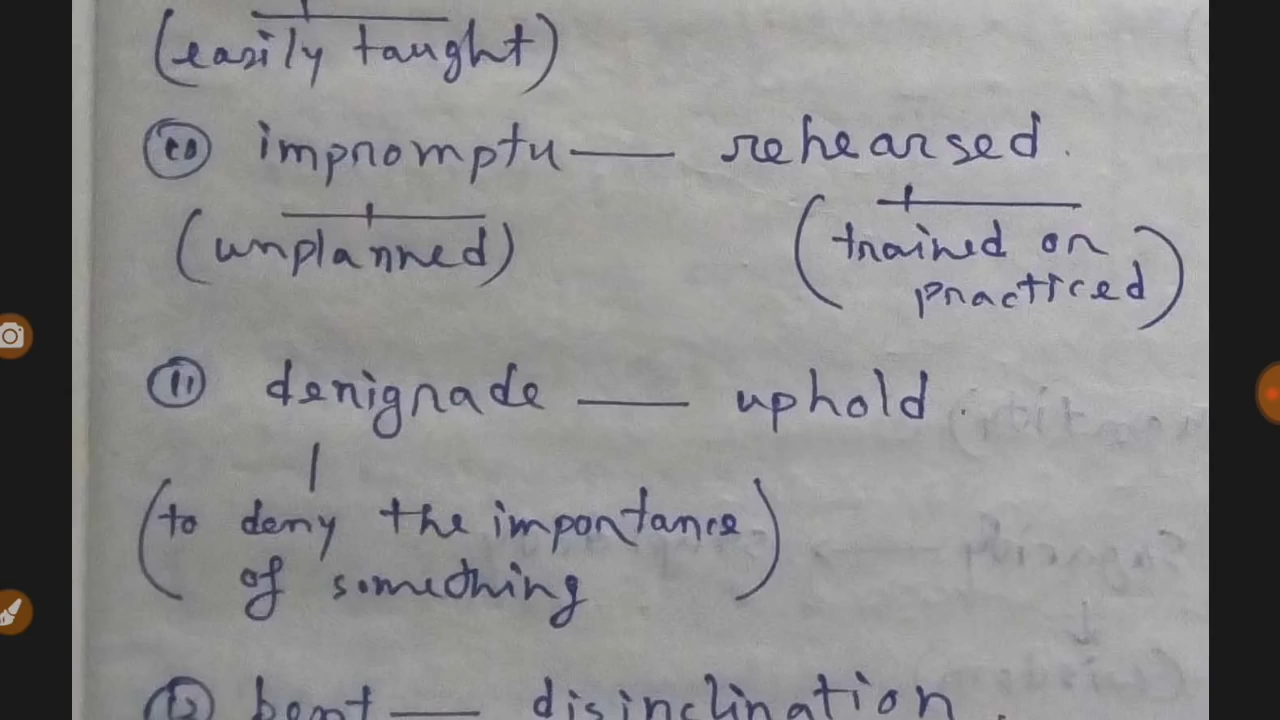 (easily taught)
⑩ impromptu — rehearsed.
(unplanned) (trained or
practiced)
⑪ denigrade — uphold.
(to deny the importance
of something)
⑫ bent — disinclination.